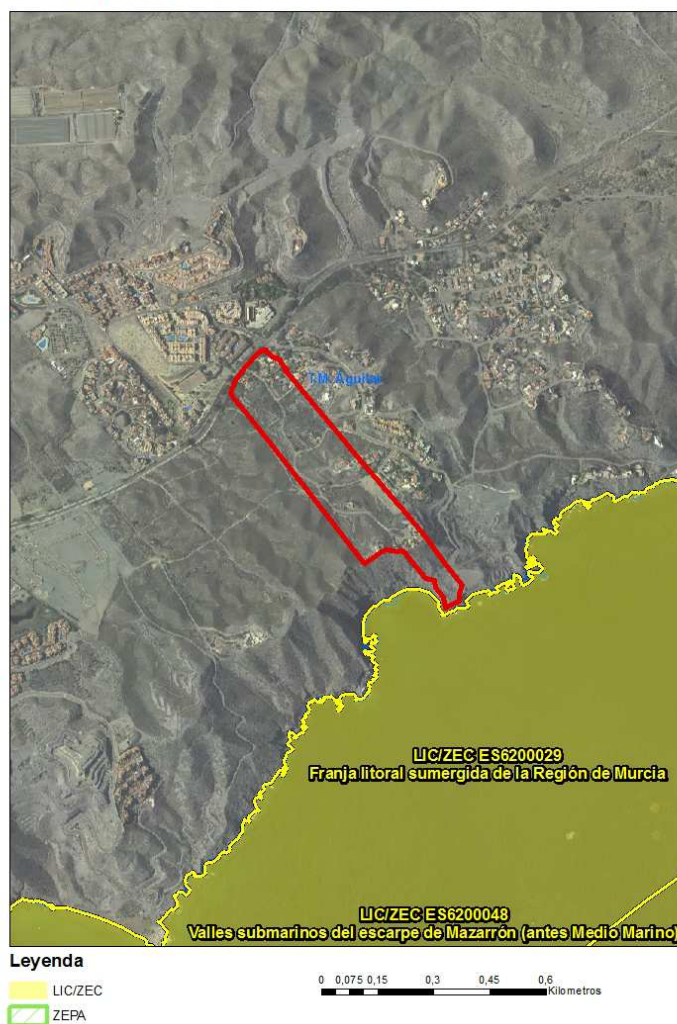 T.M. Águilas
LIC/ZEC ES6200029
Franja litoral sumergida de la Región de Murcia
LIC/ZEC ES6200048
Valles submarinos del escarpe de Mazarrón (antes Medio Marino)
Leyenda
LIC/ZEC
ZEPA
0 0,075 0,15 0,3 0,45 0,6
Kilometros